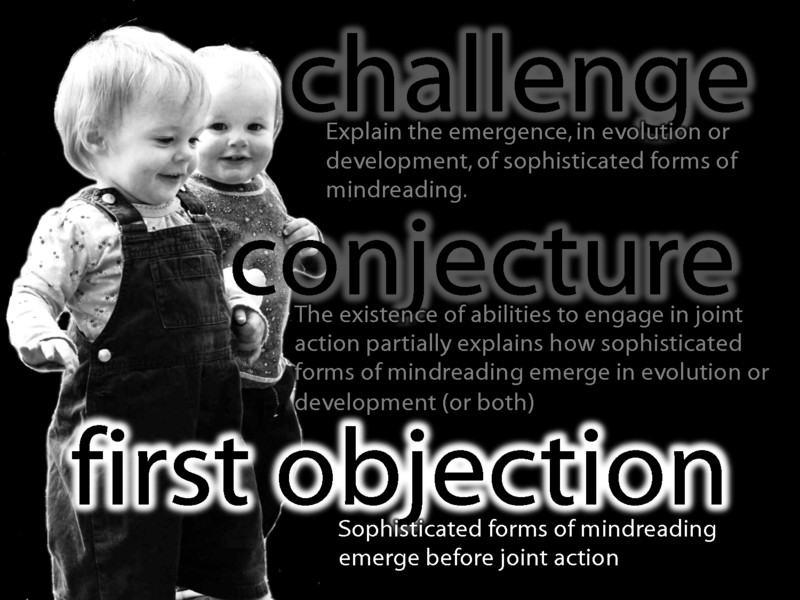 challenge
Explain the emergence, in evolution or
development, of sophisticated forms of
mindreading.
conjecture
The existence of abilities to engage in joint
action partially explains how sophisticated
forms of mindreading emerge in evolution or
development (or both)
first objection
Sophisticated forms of mindreading
emerge before joint action